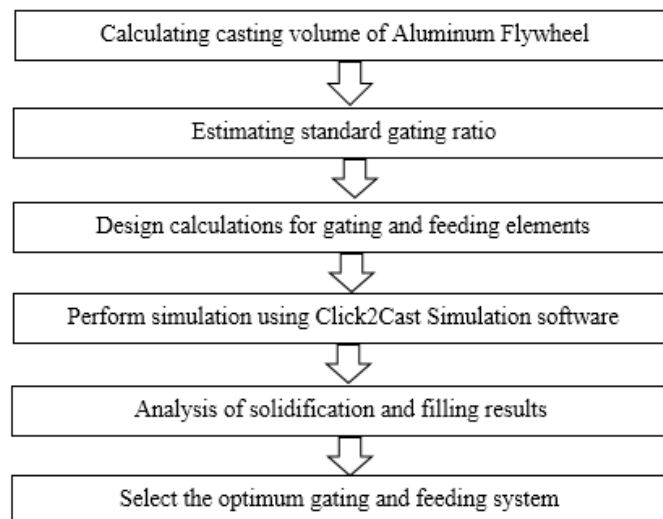 Calculating casting volume of Aluminum Flywheel
Estimating standard gating ratio
Design calculations for gating and feeding elements
Perform simulation using Click2Cast Simulation software
Analysis of solidification and filling results
Select the optimum gating and feeding system